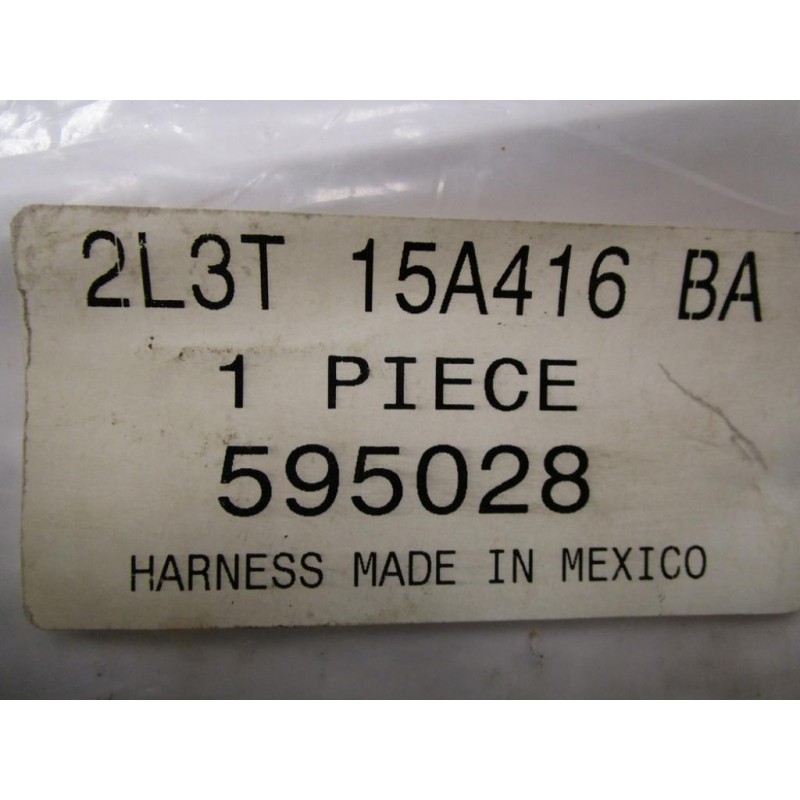 2L3T 15A416 BA
1 PIECE
595028
HARNESS MADE IN MEXICO